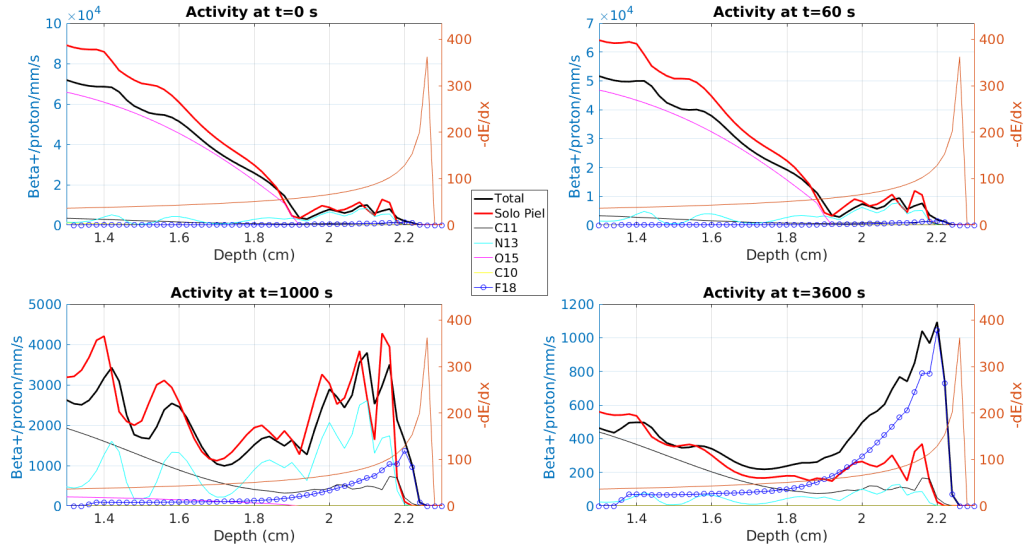 Activity at t=0 s
×10⁴
Beta+/proton/mm/s
10
8
6
4
2
0
1.4 1.6 1.8 2 2.2
Depth (cm)
400
300
200
100
0
-dE/dx
Activity at t=60 s
×10⁴
Beta+/proton/mm/s
7
6
5
4
3
2
1
0
1.4 1.6 1.8 2 2.2
Depth (cm)
400
300
200
100
0
-dE/dx
Total
Solo Piel
C11
N13
O15
C10
F18
Activity at t=1000 s
Beta+/proton/mm/s
5000
4000
3000
2000
1000
0
1.4 1.6 1.8 2 2.2
Depth (cm)
400
300
200
100
0
-dE/dx
Activity at t=3600 s
Beta+/proton/mm/s
1200
1000
800
600
400
200
0
1.4 1.6 1.8 2 2.2
Depth (cm)
400
300
200
100
0
-dE/dx